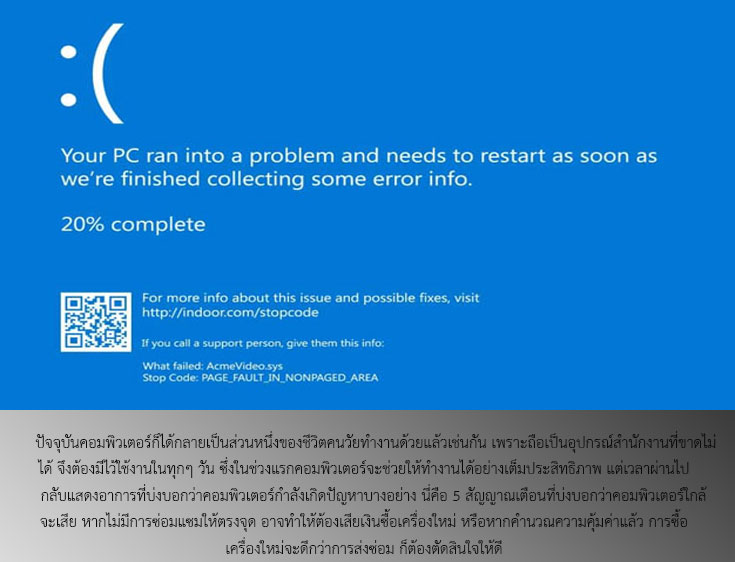 :(
Your PC ran into a problem and needs to restart as soon as
we're finished collecting some error info.
20% complete
For more info about this issue and possible fixes, visit
http://indoor.com/stopcode
If you call a support person, give them this info:
What failed: AcmeVideo.sys
Stop Code: PAGE_FAULT_IN_NONPAGED_AREA
ปัจจุบันคอมพิวเตอร์ก็ได้กลายเป็นส่วนหนึ่งของชีวิตคนวัยทำงานด้วยแล้วเช่นกัน เพราะถือเป็นอุปกรณ์สำนักงานที่ขาดไม่
ได้ จึงต้องมีไว้ใช้งานในทุกๆ วัน ซึ่งในช่วงแรกคอมพิวเตอร์จะช่วยให้ทำงานได้อย่างเต็มประสิทธิภาพ แต่เวลาผ่านไป
กลับแสดงอาการที่บ่งบอกว่าคอมพิวเตอร์กำลังเกิดปัญหาบางอย่าง นี่คือ 5 สัญญาณเตือนที่บ่งบอกว่าคอมพิวเตอร์ใกล้
จะเสีย หากไม่มีการซ่อมแซมให้ตรงจุด อาจทำให้ต้องเสียเงินซื้อเครื่องใหม่ หรือหากคำนวณความคุ้มค่าแล้ว การซื้อ
เครื่องใหม่จะดีกว่าการส่งซ่อม ก็ต้องตัดสินใจให้ดี